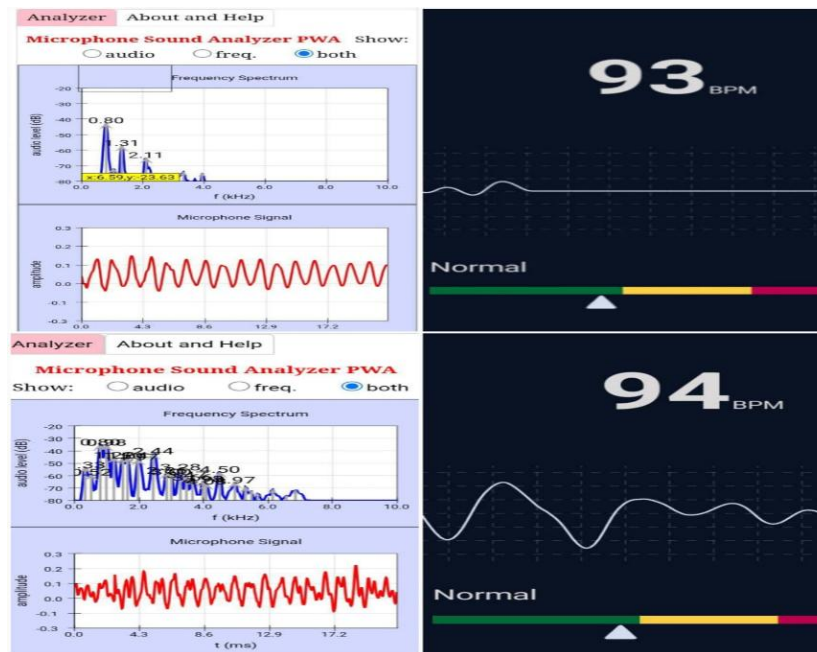 Analyzer About and Help
Microphone Sound Analyzer PWA Show:
audio freq. both
Frequency Spectrum
audio level (dB)
-20
-30
-40
-50
-60
-70
-80
0.80
1.31
2.11
x:6.59,y:-23.63
0.0 2.0 4.0 6.0 8.0 10.0
f (kHz)
Microphone Signal
amplitude
0.3
0.2
0.1
0.0
-0.1
-0.3
0.0 4.3 8.6 12.9 17.2
93 BPM
Normal
Analyzer About and Help
Microphone Sound Analyzer PWA
Show: audio freq. both
Frequency Spectrum
audio level (dB)
-20
-30
-40
-50
-60
-70
-80
2.44
3.28
4.50
0.0 2.0 4.0 6.0 8.0 10.0
f (kHz)
Microphone Signal
amplitude
0.3
0.2
0.1
0.0
-0.1
-0.3
0.0 4.3 8.6 12.9 17.2
t (ms)
94 BPM
Normal